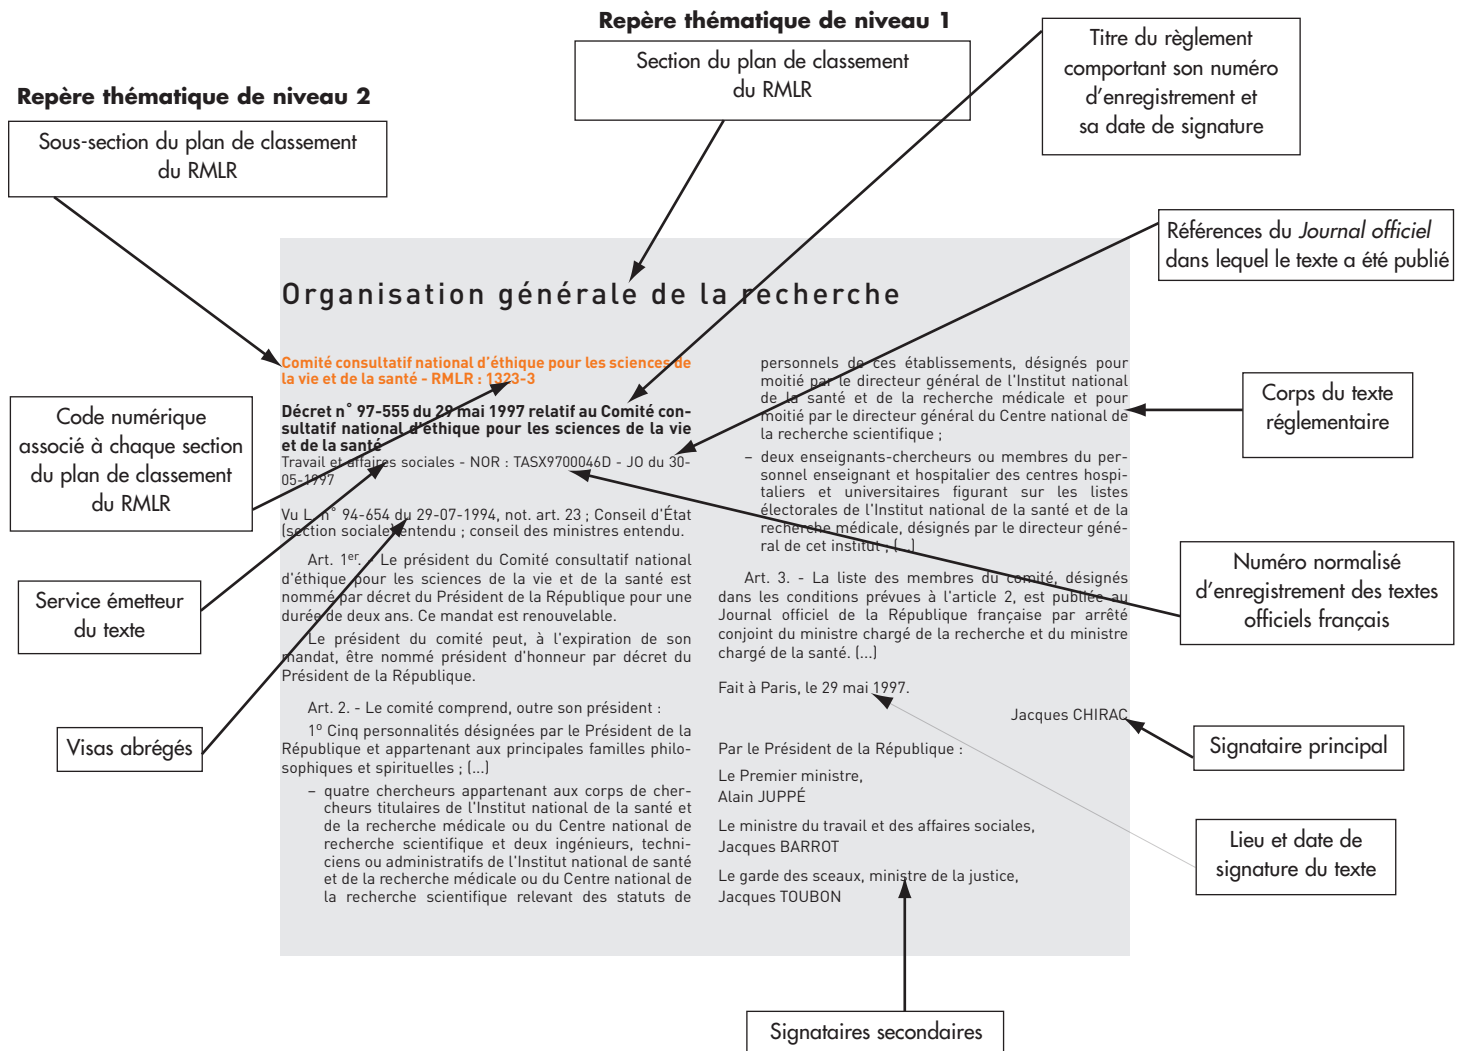 Repère thématique de niveau 1
Section du plan de classement
du RMLR
Titre du règlement
comportant son numéro
d'enregistrement et
sa date de signature
Repère thématique de niveau 2
Sous-section du plan de classement
du RMLR
Références du Journal officiel
dans lequel le texte a été publié
Organisation générale de la recherche
Comité consultatif national d'éthique pour les sciences de
la vie et de la santé - RMLR : 1323-3
Décret n° 97-555 du 29 mai 1997 relatif au Comité con-
sultatif national d'éthique pour les sciences de la vie
et de la santé
Travail et affaires sociales - NOR : TASX9700046D - JO du 30-
05-1997
Vu L. n° 94-654 du 29-07-1994, not. art. 23 ; Conseil d'État
(section sociale) entendu ; conseil des ministres entendu.
Art. 1er. - Le président du Comité consultatif national
d'éthique pour les sciences de la vie et de la santé est
nommé par décret du Président de la République pour une
durée de deux ans. Ce mandat est renouvelable.
Le président du comité peut, à l'expiration de son
mandat, être nommé président d'honneur par décret du
Président de la République.
Art. 2. - Le comité comprend, outre son président :
1º Cinq personnalités désignées par le Président de la
République et appartenant aux principales familles philo-
sophiques et spirituelles ; (...)
– quatre chercheurs appartenant aux corps de cher-
cheurs titulaires de l'Institut national de la santé et
de la recherche médicale ou du Centre national de
recherche scientifique et deux ingénieurs, techni-
ciens ou administratifs de l'Institut national de santé
et de la recherche médicale ou du Centre national de
la recherche scientifique relevant des statuts de
personnels de ces établissements, désignés pour
moitié par le directeur général de l'Institut national
de la santé et de la recherche médicale et pour
moitié par le directeur général du Centre national de
la recherche scientifique ;
– deux enseignants-chercheurs ou membres du per-
sonnel enseignant et hospitalier des centres hospi-
taliers et universitaires figurant sur les listes
électorales de l'Institut national de la santé et de la
recherche médicale, désignés par le directeur géné-
ral de cet institut ; (...)
Art. 3. - La liste des membres du comité, désignés
dans les conditions prévues à l'article 2, est publiée au
Journal officiel de la République française par arrêté
conjoint du ministre chargé de la recherche et du ministre
chargé de la santé. (...)
Fait à Paris, le 29 mai 1997.
Jacques CHIRAC
Par le Président de la République :
Le Premier ministre,
Alain JUPPÉ
Le ministre du travail et des affaires sociales,
Jacques BARROT
Le garde des sceaux, ministre de la justice,
Jacques TOUBON
Code numérique
associé à chaque section
du plan de classement
du RMLR
Service émetteur
du texte
Visas abrégés
Corps du texte
réglementaire
Numéro normalisé
d'enregistrement des textes
officiels français
Signataire principal
Lieu et date de
signature du texte
Signataires secondaires